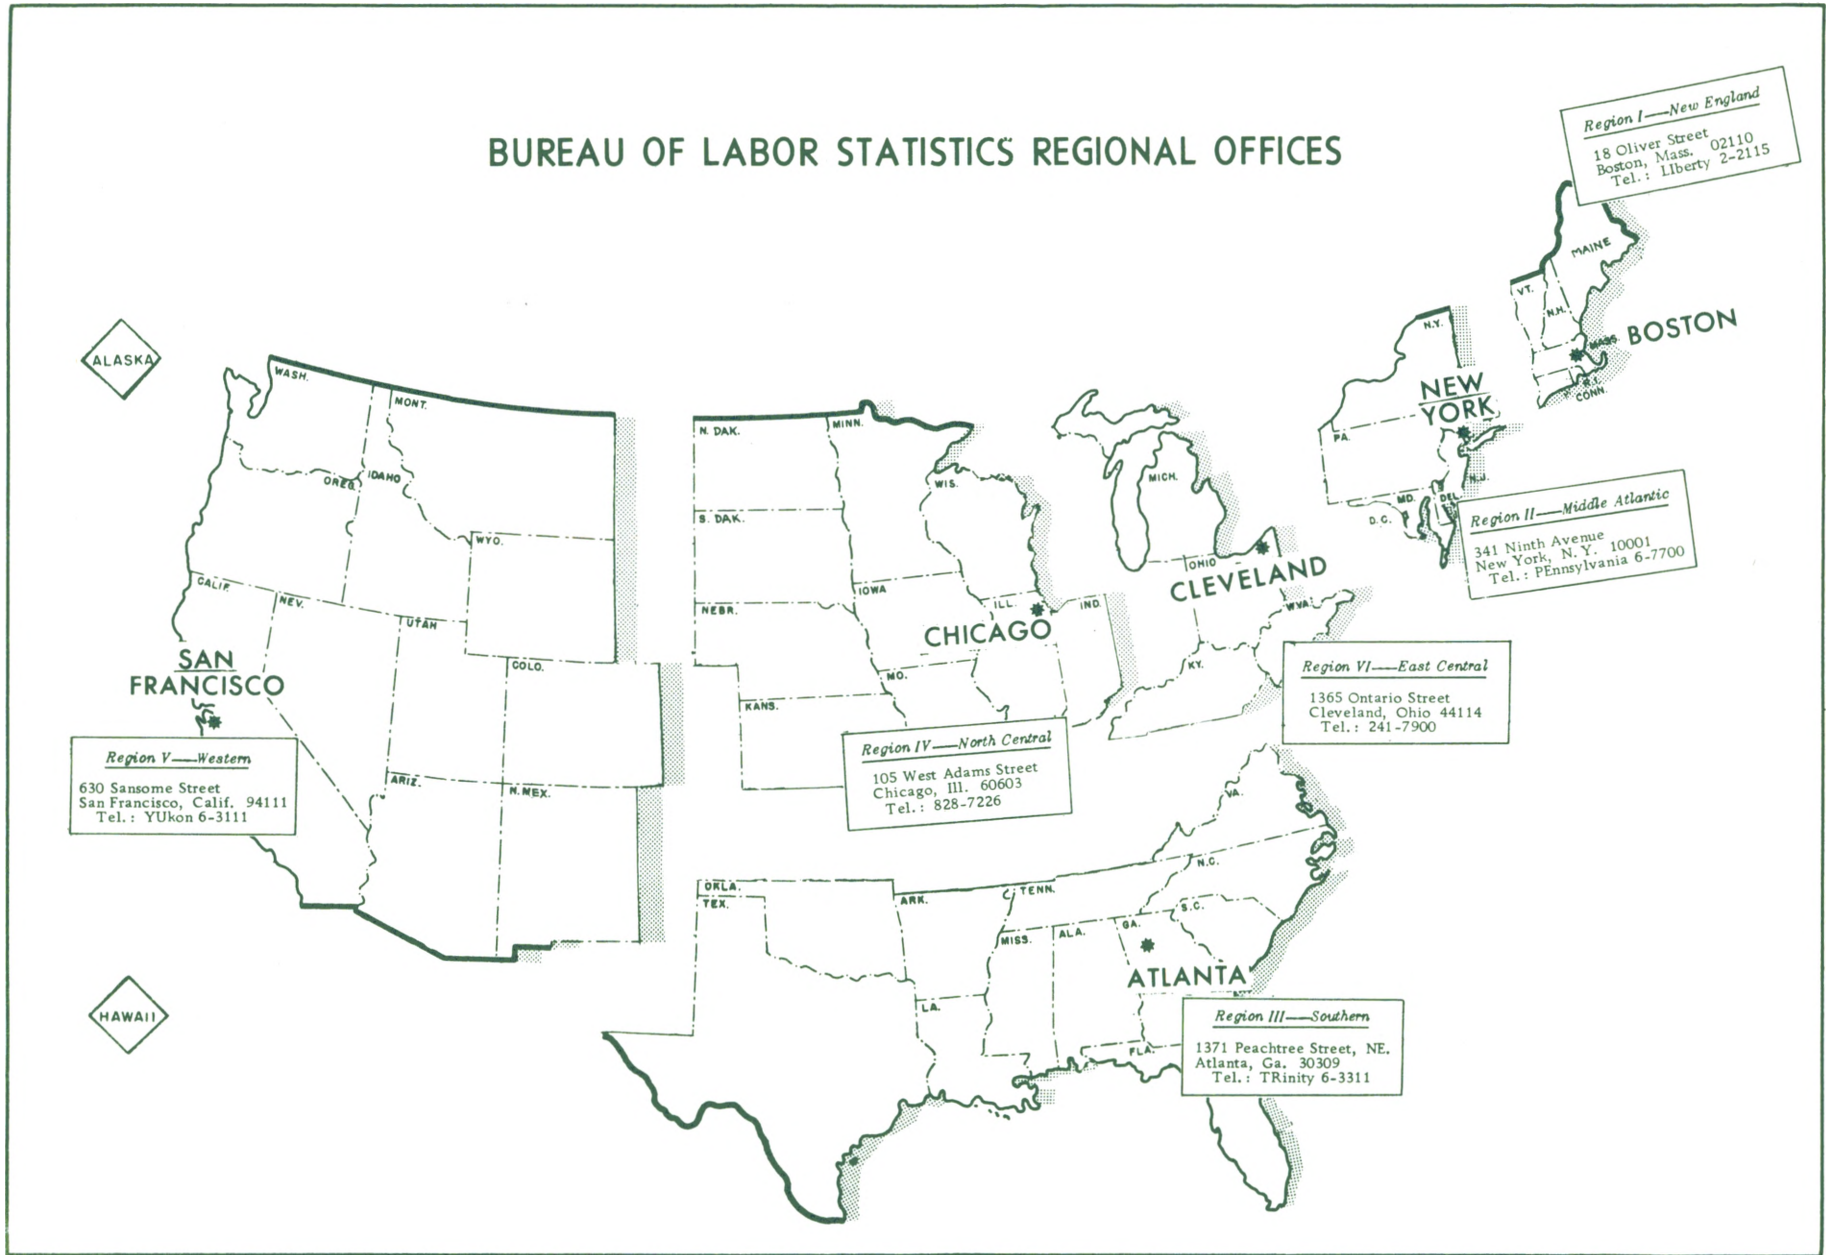 BUREAU OF LABOR STATISTICS REGIONAL OFFICES
Region I—New England
18 Oliver Street
Boston, Mass. 02110
Tel.: LIberty 2-2115
MAINE
VT.
N.H.
MASS.
BOSTON
R.I.
CONN.
N.Y.
NEW
YORK
PA.
N.J.
MD.
DEL.
D.C.
Region II—Middle Atlantic
341 Ninth Avenue
New York, N.Y. 10001
Tel.: PEnnsylvania 6-7700
ALASKA
WASH.
MONT.
OREG.
IDAHO
WYO.
CALIF.
NEV.
UTAH
COLO.
ARIZ.
N.MEX.
SAN
FRANCISCO
Region V—Western
630 Sansome Street
San Francisco, Calif. 94111
Tel.: YUkon 6-3111
HAWAII
N. DAK.
MINN.
S. DAK.
WIS.
IOWA
NEBR.
ILL.
IND.
CHICAGO
MO.
KANS.
Region IV—North Central
105 West Adams Street
Chicago, Ill. 60603
Tel.: 828-7226
MICH.
OHIO
CLEVELAND
W.VA.
KY.
Region VI—East Central
1365 Ontario Street
Cleveland, Ohio 44114
Tel.: 241-7900
VA.
N.C.
OKLA.
TEX.
ARK.
TENN.
S.C.
MISS.
ALA.
GA.
ATLANTA
LA.
FLA.
Region III—Southern
1371 Peachtree Street, NE.
Atlanta, Ga. 30309
Tel.: TRinity 6-3311